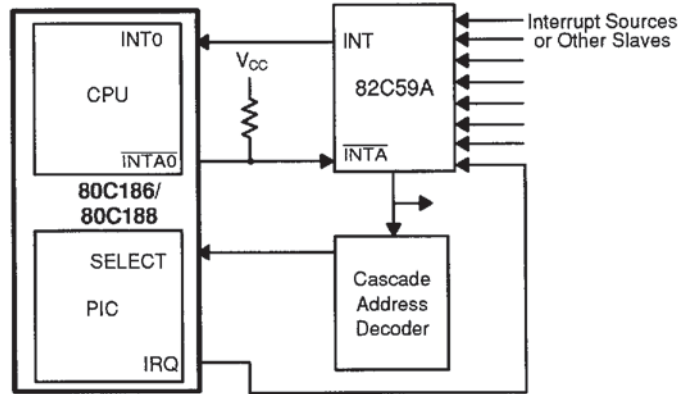 INT0
CPU
INTA0
80C186/
80C188
SELECT
PIC
IRQ
VCC
INT
82C59A
INTA
Interrupt Sources
or Other Slaves
Cascade
Address
Decoder